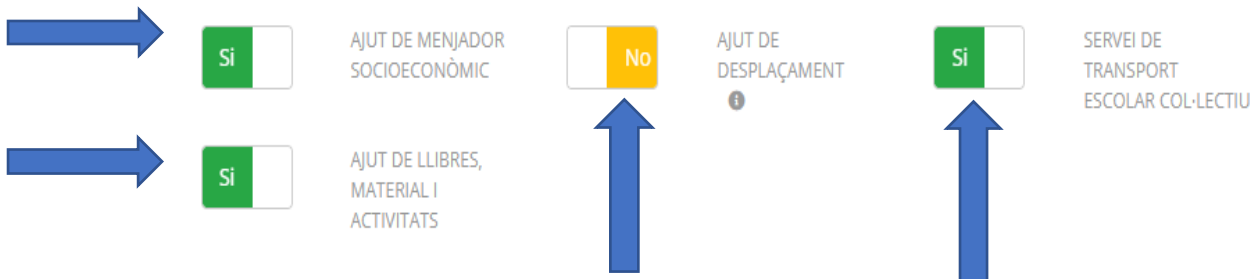 Si
AJUT DE MENJADOR
SOCIOECONÒMIC
No
AJUT DE
DESPLAÇAMENT
Si
SERVEI DE
TRANSPORT
ESCOLAR COL·LECTIU
Si
AJUT DE LLIBRES,
MATERIAL I
ACTIVITATS